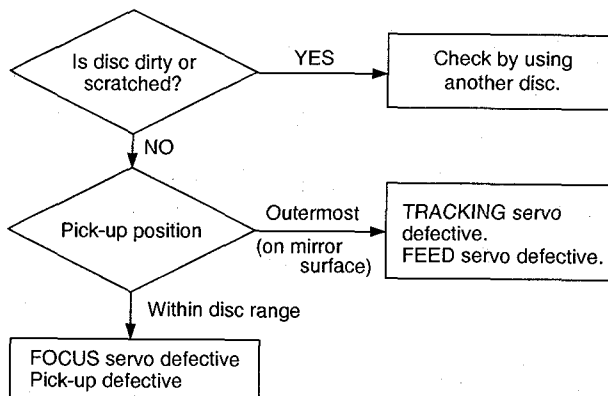 Is disc dirty or
scratched?
YES
Check by using
another disc.
NO
Pick-up position
Outermost
(on mirror
surface)
TRACKING servo
defective.
FEED servo defective.
Within disc range
FOCUS servo defective
Pick-up defective